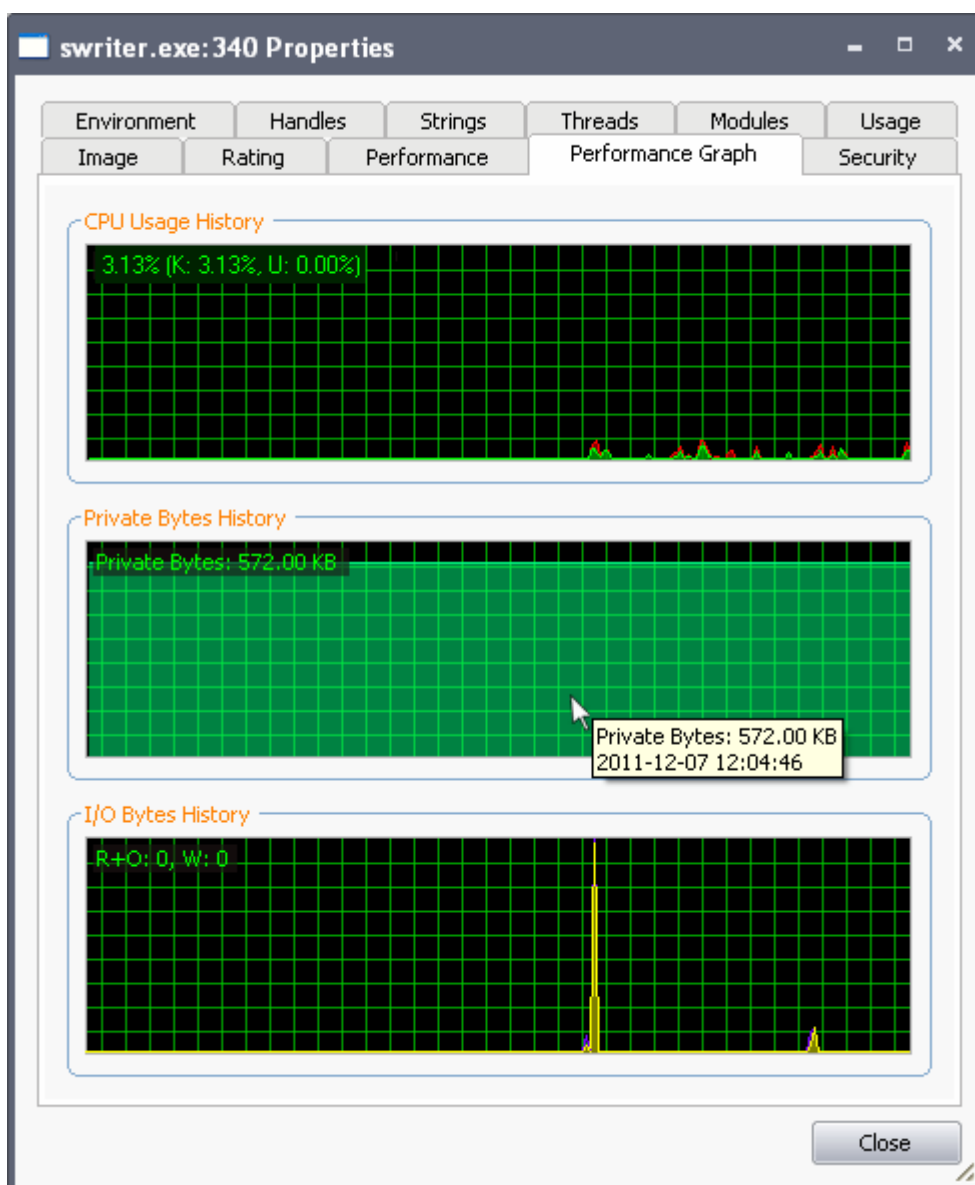 swriter.exe:340 Properties
Environment Handles Strings Threads Modules Usage
Image Rating Performance Performance Graph Security
CPU Usage History
3.13% (K: 3.13%, U: 0.00%)
Private Bytes History
Private Bytes: 572.00 KB
Private Bytes: 572.00 KB
2011-12-07 12:04:46
I/O Bytes History
R+O: 0, W: 0
Close